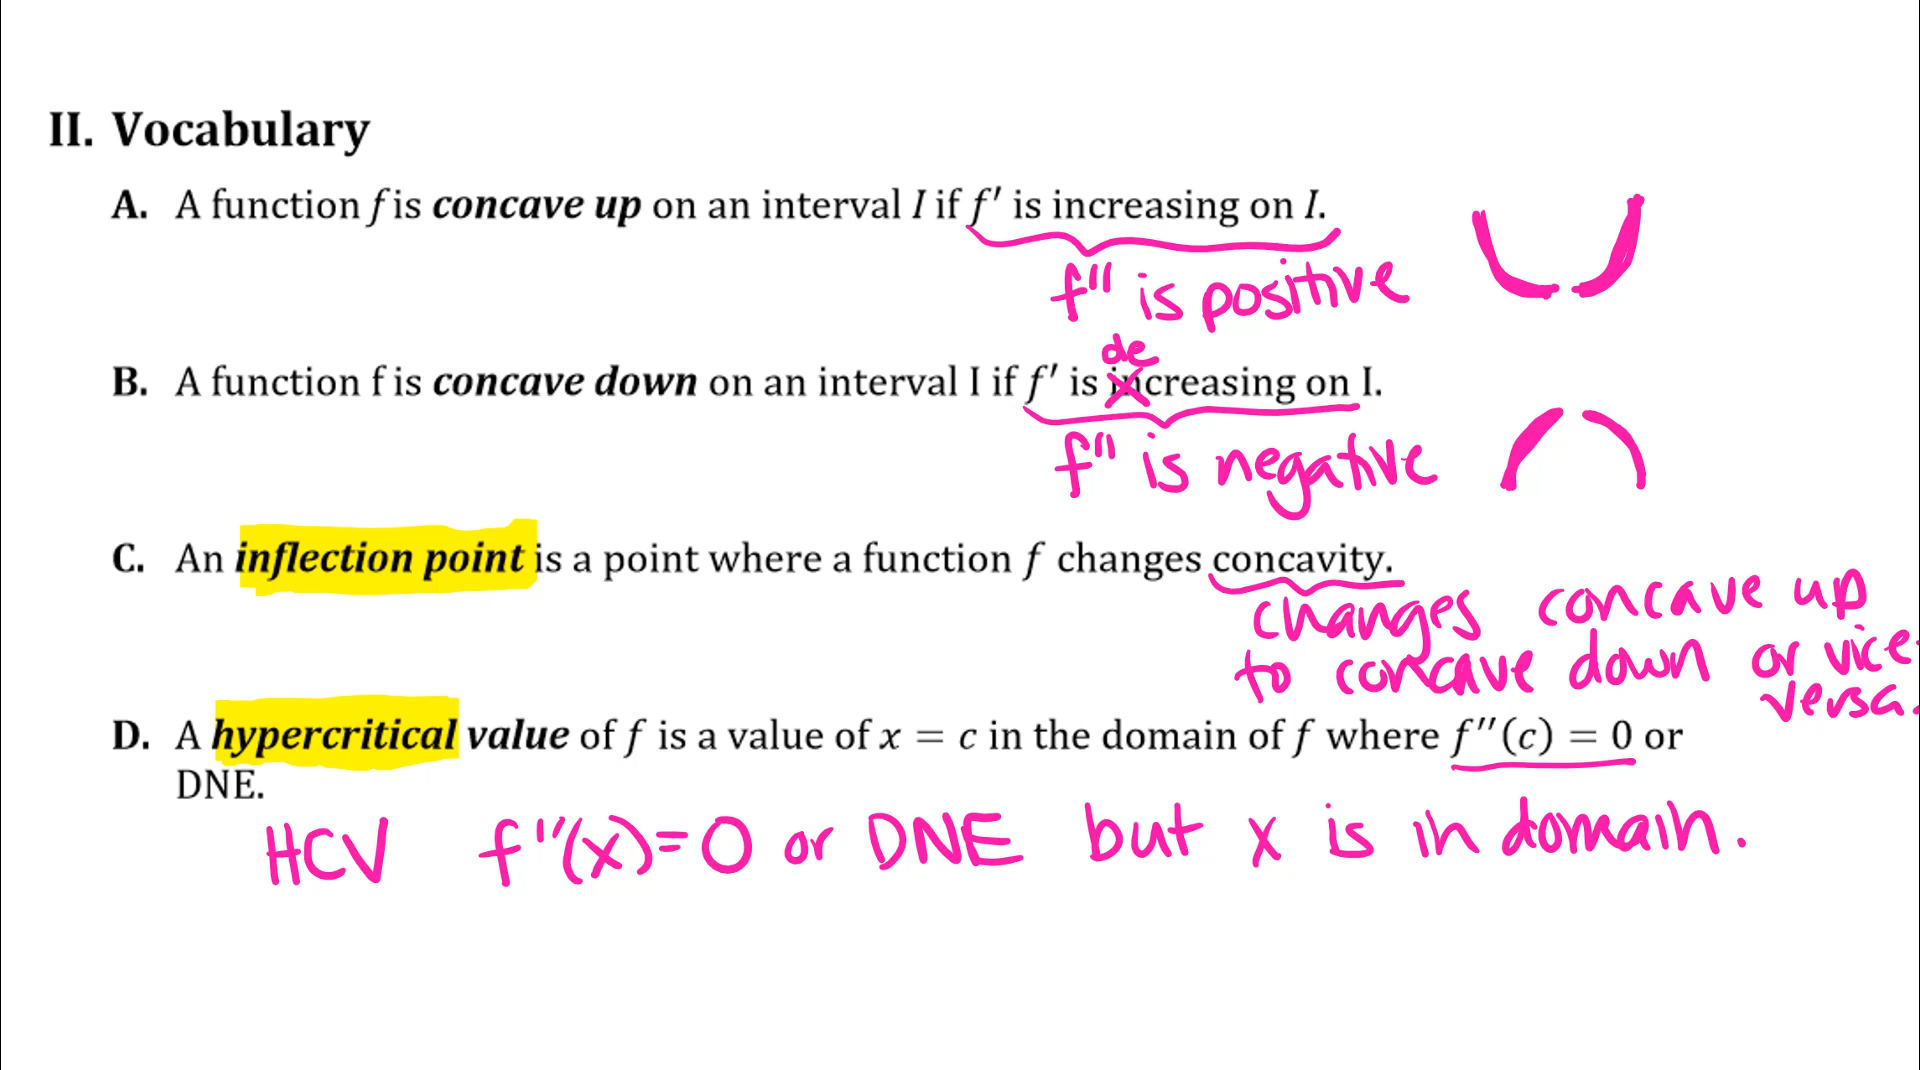 II. Vocabulary
A. A function f is concave up on an interval I if f′ is increasing on I.
f″ is positive
de
B. A function f is concave down on an interval I if f′ is increasing on I.
f″ is negative
C. An inflection point is a point where a function f changes concavity.
changes concave up
to concave down or vice
versa.
D. A hypercritical value of f is a value of x = c in the domain of f where f″(c) = 0 or
DNE.
HCV f″(x)=0 or DNE but x is in domain.